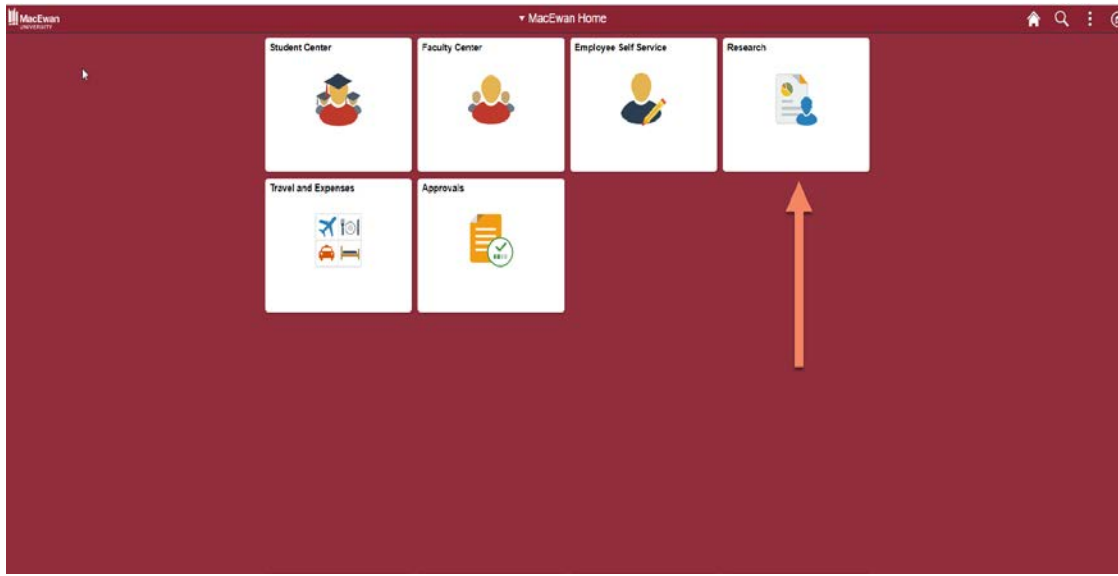 MacEwan
UNIVERSITY
MacEwan Home
Student Center
Faculty Center
Employee Self Service
Research
Travel and Expenses
Approvals